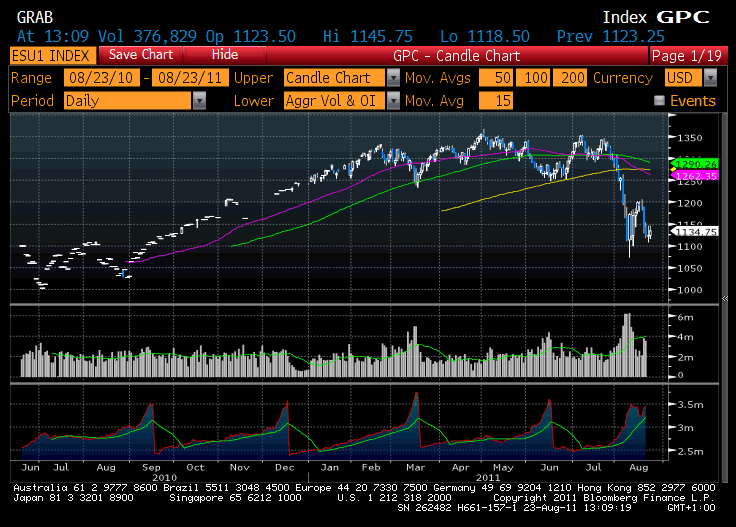 GRAB Index GPC
At 13:09 Vol 376,829 Op 1123.50 Hi 1145.75 Lo 1118.50 Prev 1123.25
ESU1 INDEX Save Chart Hide GPC - Candle Chart Page 1/19
Range 08/23/10 - 08/23/11 Upper Candle Chart Mov. Avgs 50 100 200 Currency USD
Period Daily Lower Aggr Vol & OI Mov. Avg 15 Events
1350
1300
1290.26
1262.35
1250
1200
1150
1134.75
1100
1050
1000
6m
4m
2m
0
3.5m
3m
2.5m
Jun Jul Aug Sep Oct Nov Dec Jan Feb Mar Apr May Jun Jul Aug
2010 2011
Australia 61 2 9777 8600 Brazil 5511 3048 4500 Europe 44 20 7330 7500 Germany 49 69 9204 1210 Hong Kong 852 2977 6000
Japan 81 3 3201 8900 Singapore 65 6212 1000 U.S. 1 212 318 2000 Copyright 2011 Bloomberg Finance L.P.
SN 262482 H661-157-1 23-Aug-11 13:09:19 GMT+1:00